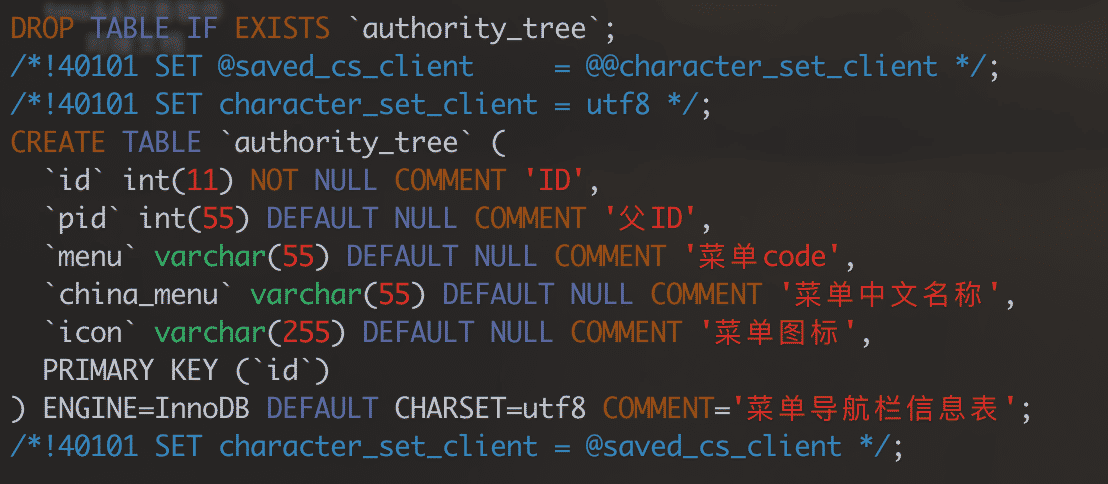 DROP TABLE IF EXISTS `authority_tree`;
/*!40101 SET @saved_cs_client     = @@character_set_client */;
/*!40101 SET character_set_client = utf8 */;
CREATE TABLE `authority_tree` (
  `id` int(11) NOT NULL COMMENT 'ID',
  `pid` int(55) DEFAULT NULL COMMENT '父ID',
  `menu` varchar(55) DEFAULT NULL COMMENT '菜单code',
  `china_menu` varchar(55) DEFAULT NULL COMMENT '菜单中文名称',
  `icon` varchar(255) DEFAULT NULL COMMENT '菜单图标',
  PRIMARY KEY (`id`)
) ENGINE=InnoDB DEFAULT CHARSET=utf8 COMMENT='菜单导航栏信息表';
/*!40101 SET character_set_client = @saved_cs_client */;